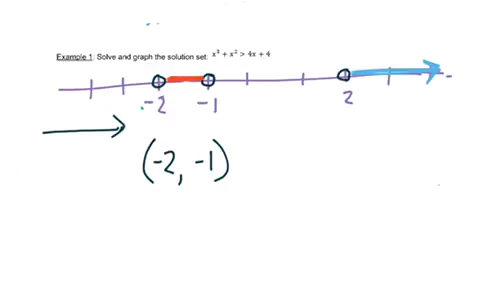 Example 1: Solve and graph the solution set: x³ + x² > 4x + 4
-2 -1 2
(-2, -1)